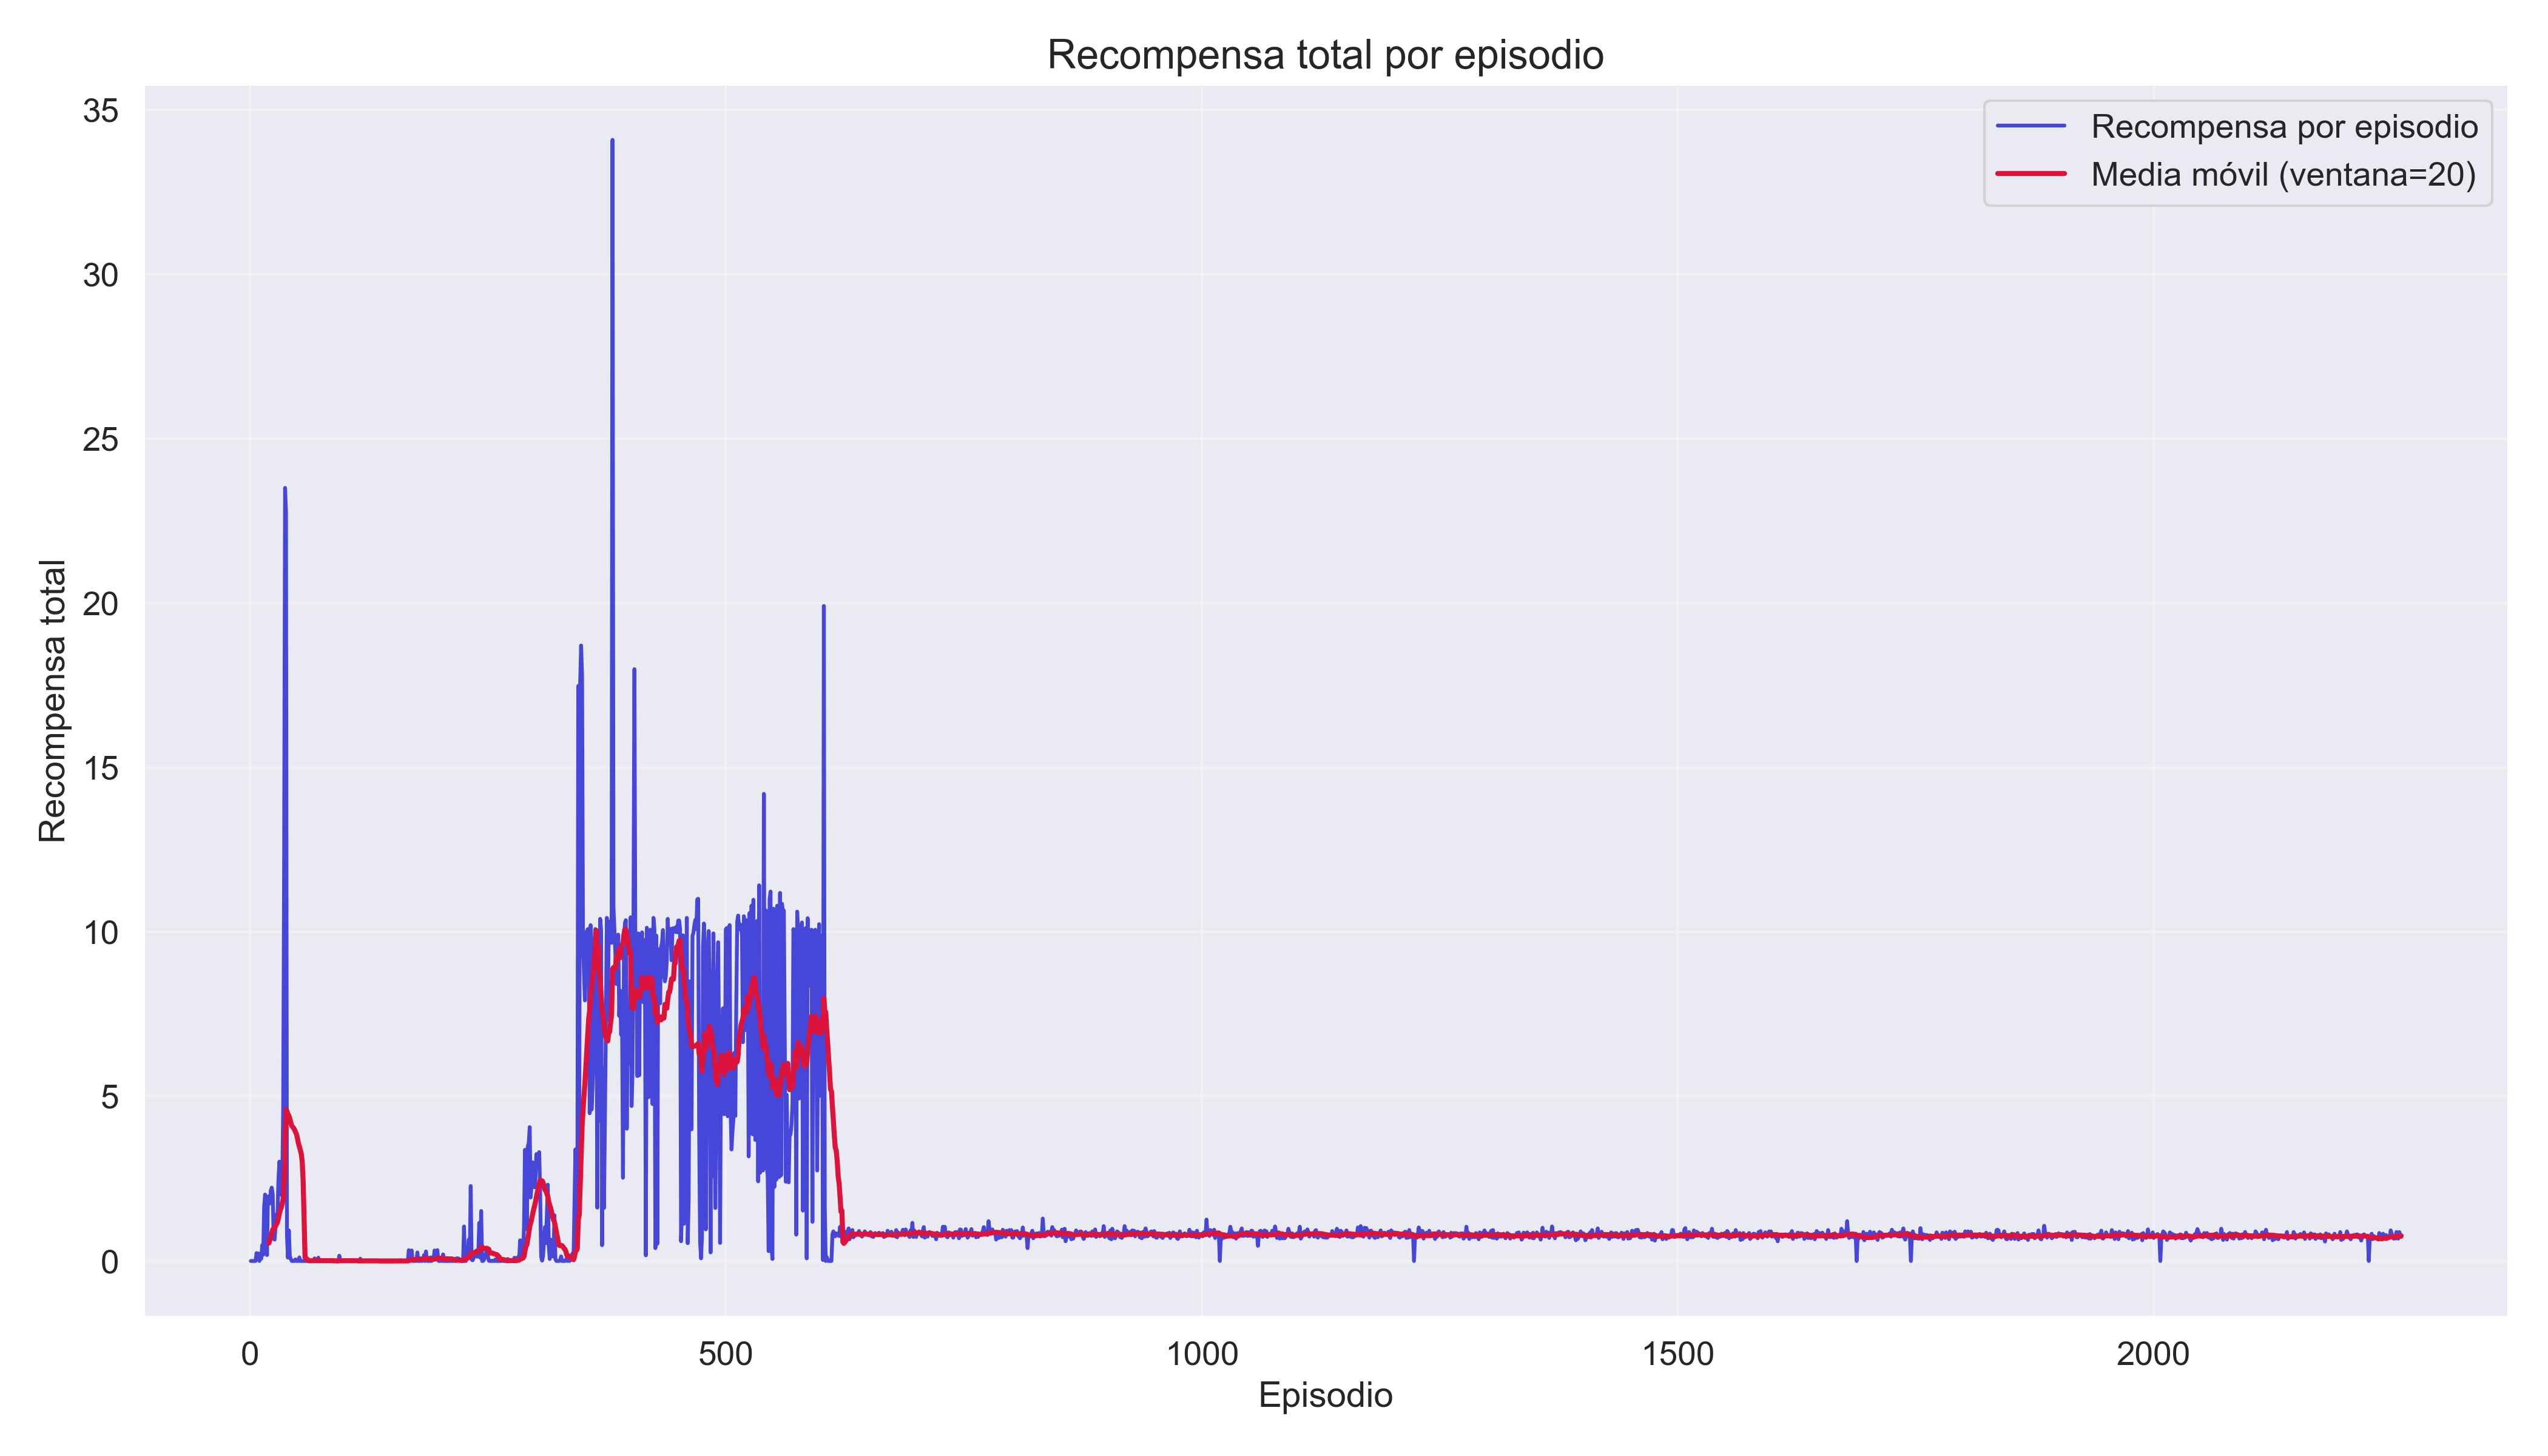 Recompensa total por episodio
Recompensa por episodio
Media móvil (ventana=20)
Recompensa total
35
30
25
20
15
10
5
0
0 500 1000 1500 2000
Episodio